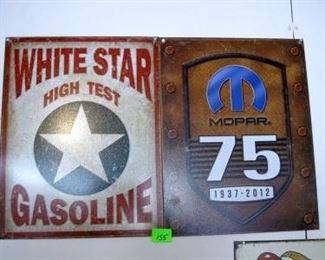 WHITE STAR
HIGH TEST
GASOLINE
MOPAR
75
1937-2012
155